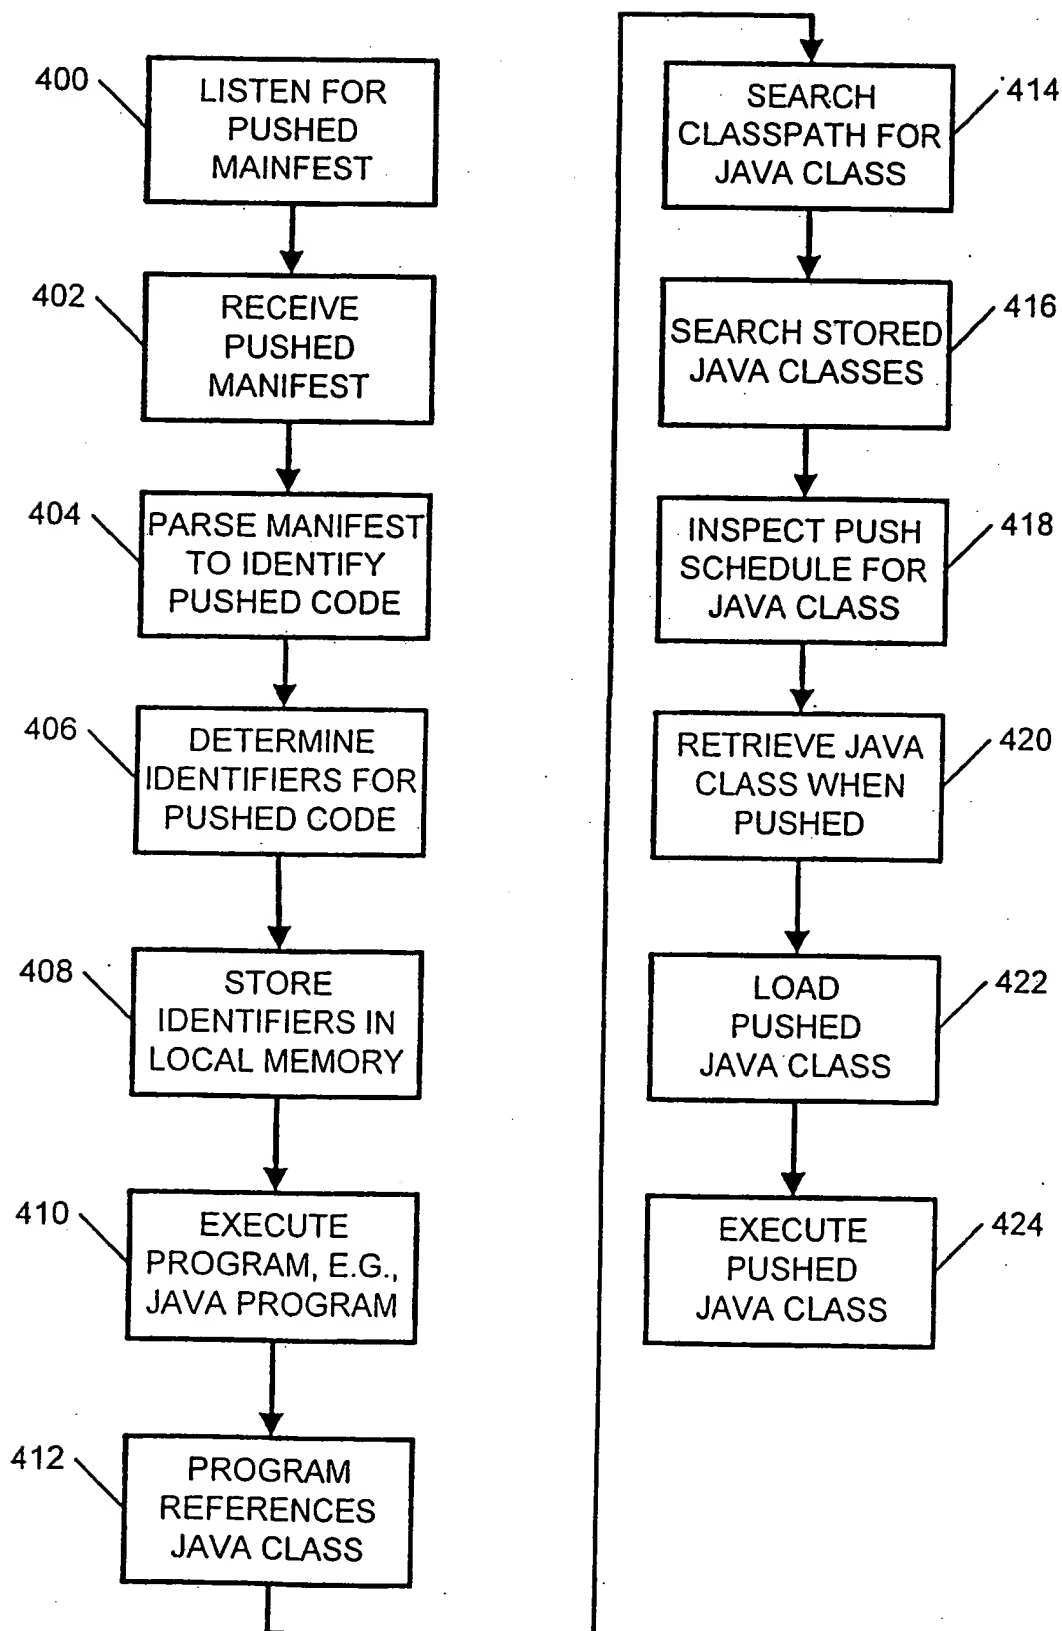 400
LISTEN FOR
PUSHED
MAINFEST
402
RECEIVE
PUSHED
MANIFEST
404
PARSE MANIFEST
TO IDENTIFY
PUSHED CODE
406
DETERMINE
IDENTIFIERS FOR
PUSHED CODE
408
STORE
IDENTIFIERS IN
LOCAL MEMORY
410
EXECUTE
PROGRAM, E.G.,
JAVA PROGRAM
412
PROGRAM
REFERENCES
JAVA CLASS
414
SEARCH
CLASSPATH FOR
JAVA CLASS
416
SEARCH STORED
JAVA CLASSES
418
INSPECT PUSH
SCHEDULE FOR
JAVA CLASS
420
RETRIEVE JAVA
CLASS WHEN
PUSHED
422
LOAD
PUSHED
JAVA CLASS
424
EXECUTE
PUSHED
JAVA CLASS